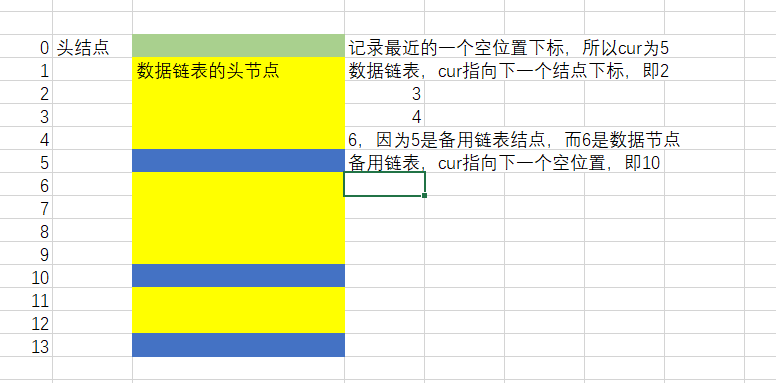 0 头结点 记录最近的一个空位置下标，所以cur为5
1 数据链表的头节点 数据链表，cur指向下一个结点下标，即2
2 3
3 4
4 6，因为5是备用链表结点，而6是数据节点
5 备用链表，cur指向下一个空位置，即10
6
7
8
9
10
11
12
13